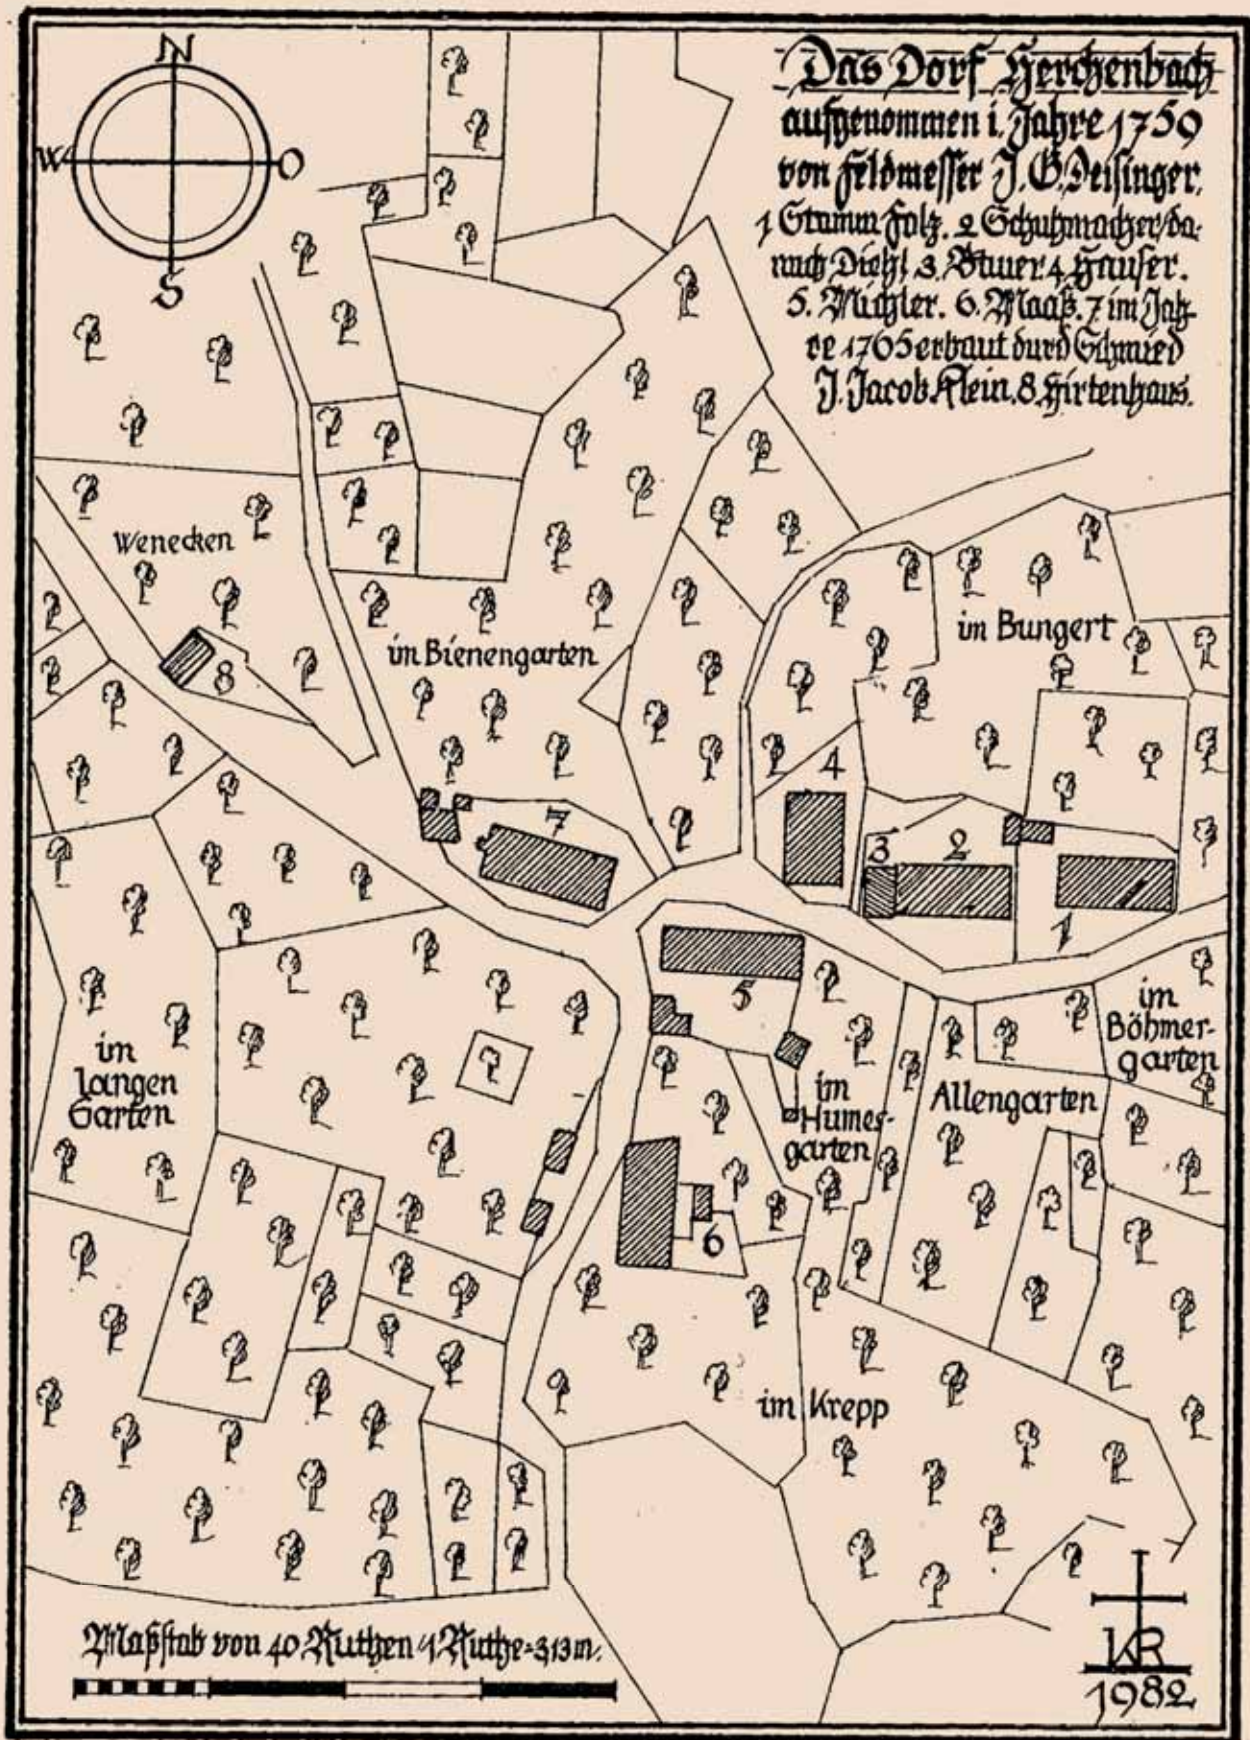 N
W O
S
Das Dorf Herchenbach
aufgenommen i. Jahre 1759
von Feldmesser J. G. Deisinger.
1 Stamm Folz. 2 Schuhmacher/da-
nach Diehl 3. Bauer 4. Hauser.
5. Michler. 6. Maaß. 7 im Jah-
re 1765 erbaut durch Schmied
J. Jacob Klein. 8 Hirtenhaus.
Wenecken
8
im Bienengarten
im Bungert
7
4
3 2
1
5
im
Langen
Garten
im
Humes-
garten
Allengarten
im
Böhmer-
garten
6
im Krepp
Maßstab von 40 Ruthen "1 Ruthe=3,13m.
KR
1982